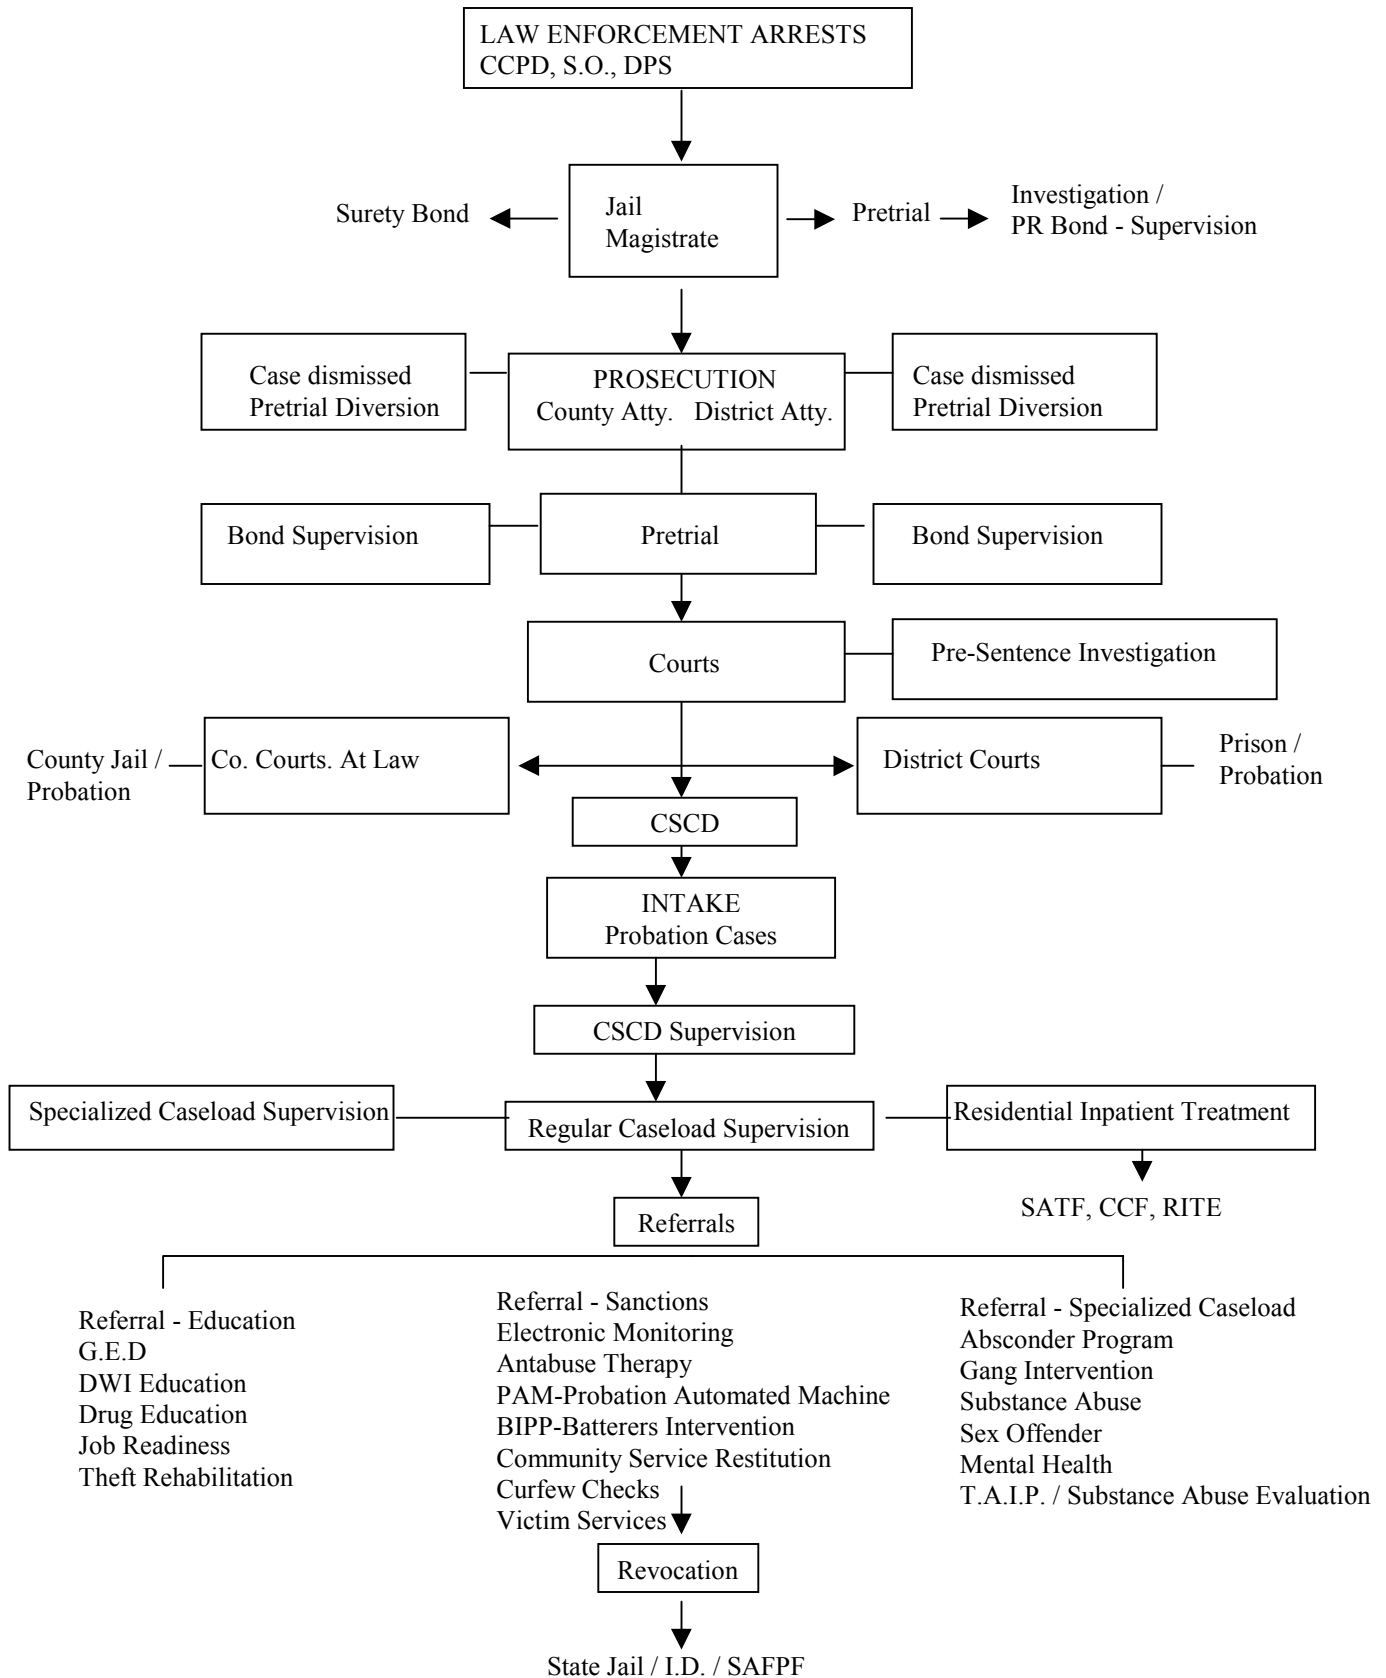 LAW ENFORCEMENT ARRESTS
CCPD, S.O., DPS
Surety Bond
Jail
Magistrate
Pretrial
Investigation /
PR Bond - Supervision
Case dismissed
Pretrial Diversion
PROSECUTION
County Atty. District Atty.
Case dismissed
Pretrial Diversion
Bond Supervision
Pretrial
Bond Supervision
Courts
Pre-Sentence Investigation
County Jail /
Probation
Co. Courts. At Law
District Courts
Prison /
Probation
CSCD
INTAKE
Probation Cases
CSCD Supervision
Specialized Caseload Supervision
Regular Caseload Supervision
Residential Inpatient Treatment
SATF, CCF, RITE
Referrals
Referral - Education
G.E.D
DWI Education
Drug Education
Job Readiness
Theft Rehabilitation
Referral - Sanctions
Electronic Monitoring
Antabuse Therapy
PAM-Probation Automated Machine
BIPP-Batterers Intervention
Community Service Restitution
Curfew Checks
Victim Services
Referral - Specialized Caseload
Absconder Program
Gang Intervention
Substance Abuse
Sex Offender
Mental Health
T.A.I.P. / Substance Abuse Evaluation
Revocation
State Jail / I.D. / SAFPF